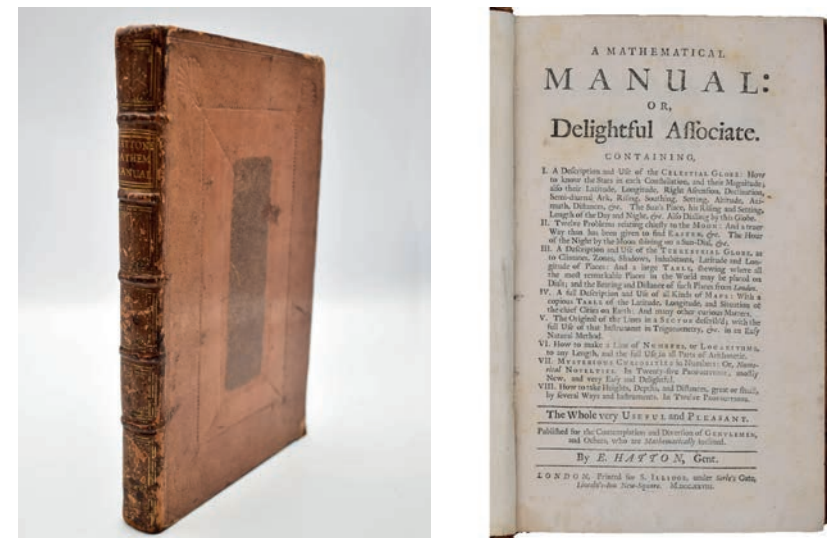 HATTON'S
MATHEM
MANUAL
A MATHEMATICAL
MANUAL:
OR,
Delightful Aſſociate.
CONTAINING,
I. A Deſcription and Uſe of the CELESTIAL GLOBE: How
to know the Stars in each Conſtellation, and their Magnitude;
alſo their Latitude, Longitude, Right Aſcenſion, Declination,
Semi-diurnal Ark, Riſing, Southing, Setting, Altitude, Azi-
muth, Diſtances, &c. The Sun's Place, his Riſing and Setting,
Length of the Day and Night, &c. Alſo Dialling by this Globe.
II. Twelve Problems relating chiefly to the MOON: And a truer
Way than has been given to find EASTER, &c. The Hour
of the Night by the Moon ſhining on a Sun-Dial, &c.
III. A Deſcription and Uſe of the TERRESTRIAL GLOBE, as
to Climates, Zones, Shadows, Inhabitants, Latitude and Lon-
gitude of Places: And a large TABLE, ſhewing where all
the moſt remarkable Places in the World may be placed on
Dials; and the Bearing and Diſtance of ſuch Places from London.
IV. A full Deſcription and Uſe of all Kinds of MAPS: With a
copious TABLE of the Latitude, Longitude, and Situation of
the chief Cities on Earth: And many other curious Matters.
V. The Original of the Lines in a SECTOR deſcrib'd; with the
full Uſe of that Inſtrument in Trigonometry, &c. in an Eaſy
Natural Method.
VI. How to make a Line of NUMBERS, or LOGARITHMS,
to any Length, and the full Uſe in all Parts of Arithmetic.
VII. MYSTERIOUS CURIOSITIES in Numbers: Or, Nume-
rical NOVELTIES. In Twenty-five PROPOSITIONS, moſtly
New, and very Eaſy and Delightful.
VIII. How to take Heights, Depths, and Diſtances, great or ſmall,
by ſeveral Ways and Inſtruments. In Twelve PROPOSITIONS.
The Whole very USEFUL and PLEASANT.
Publiſhed for the Contemplation and Diverſion of GENTLEMEN,
and Others, who are Mathematically inclined.
By E. HATTON, Gent.
LONDON, Printed for S. ILLIDGE, under Serle's Gate,
Lincoln's-Inn New-Square. M.DCC.XXVIII.